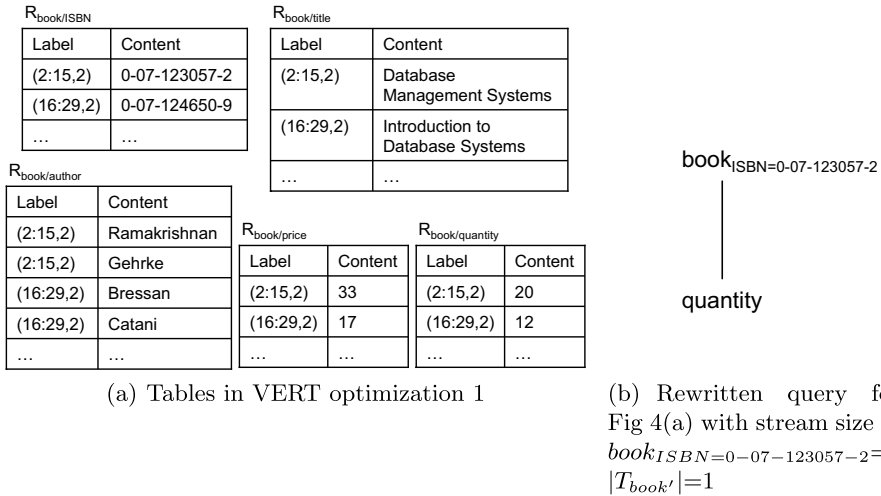 R_book/ISBN
Label Content
(2:15,2) 0-07-123057-2
(16:29,2) 0-07-124650-9
… …
R_book/title
Label Content
(2:15,2) Database
Management Systems
(16:29,2) Introduction to
Database Systems
… …
R_book/author
Label Content
(2:15,2) Ramakrishnan
(2:15,2) Gehrke
(16:29,2) Bressan
(16:29,2) Catani
… …
R_book/price
Label Content
(2:15,2) 33
(16:29,2) 17
… …
R_book/quantity
Label Content
(2:15,2) 20
(16:29,2) 12
… …
(a) Tables in VERT optimization 1
book_ISBN=0-07-123057-2
quantity
(b) Rewritten query
Fig 4(a) with stream size
book_ISBN=0−07−123057−2=
|T_book′|=1